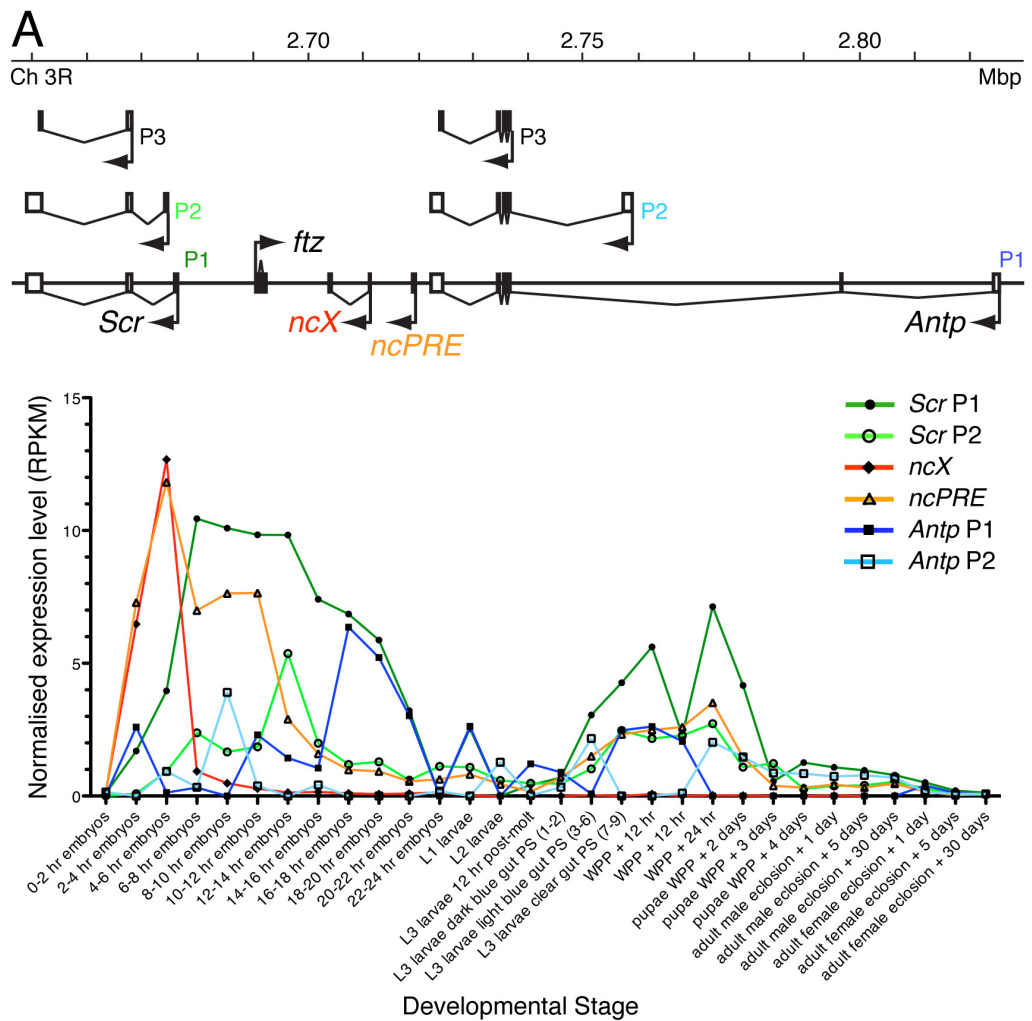 A
2.70 2.75 2.80
Ch 3R Mbp
P3 P3
P2 P2
P1 ftz P1
Scr ncX ncPRE Antp
Normalised expression level (RPKM)
15
10
5
0
Scr P1
Scr P2
ncX
ncPRE
Antp P1
Antp P2
0-2 hr embryos
2-4 hr embryos
4-6 hr embryos
6-8 hr embryos
8-10 hr embryos
10-12 hr embryos
12-14 hr embryos
14-16 hr embryos
16-18 hr embryos
18-20 hr embryos
20-22 hr embryos
22-24 hr embryos
L1 larvae
L2 larvae
L3 larvae 12 hr post-molt
L3 larvae dark blue gut PS (1-2)
L3 larvae light blue gut PS (3-6)
L3 larvae clear gut PS (7-9)
WPP + 12 hr
WPP + 12 hr
WPP + 24 hr
pupae WPP + 2 days
pupae WPP + 3 days
pupae WPP + 4 days
adult male eclosion + 1 day
adult male eclosion + 5 days
adult male eclosion + 30 days
adult female eclosion + 1 day
adult female eclosion + 5 days
adult female eclosion + 30 days
Developmental Stage